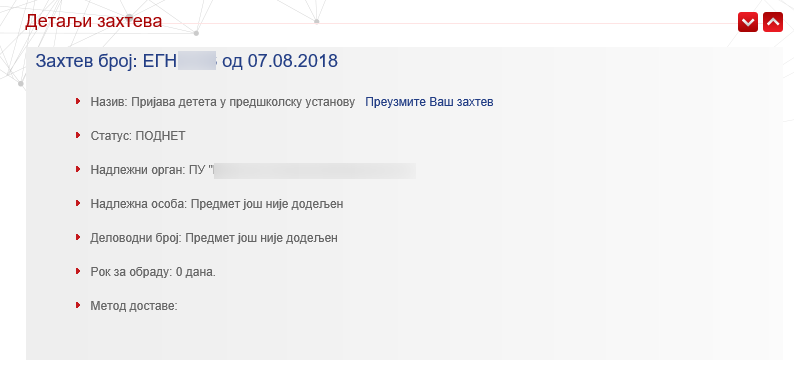 Детаљи захтева
Захтев број: ЕГН од 07.08.2018
Назив: Пријава детета у предшколску установу Преузмите Ваш захтев
Статус: ПОДНЕТ
Надлежни орган: ПУ "
Надлежна особа: Предмет још није додељен
Деловодни број: Предмет још није додељен
Рок за обраду: 0 дана.
Метод доставе: